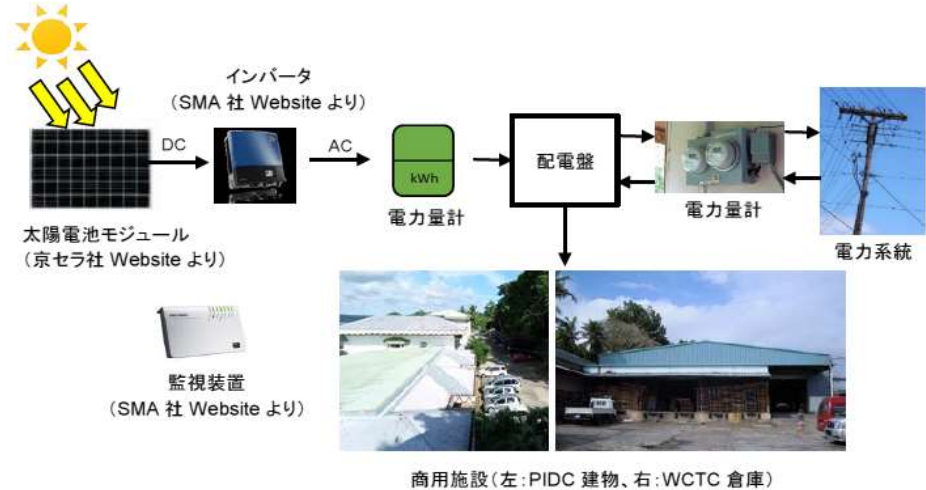 インバータ
（SMA 社 Website より）
DC
AC
kWh
配電盤
電力量計
電力量計
電力系統
太陽電池モジュール
（京セラ社 Website より）
監視装置
（SMA 社 Website より）
商用施設（左：PIDC 建物、右：WCTC 倉庫）